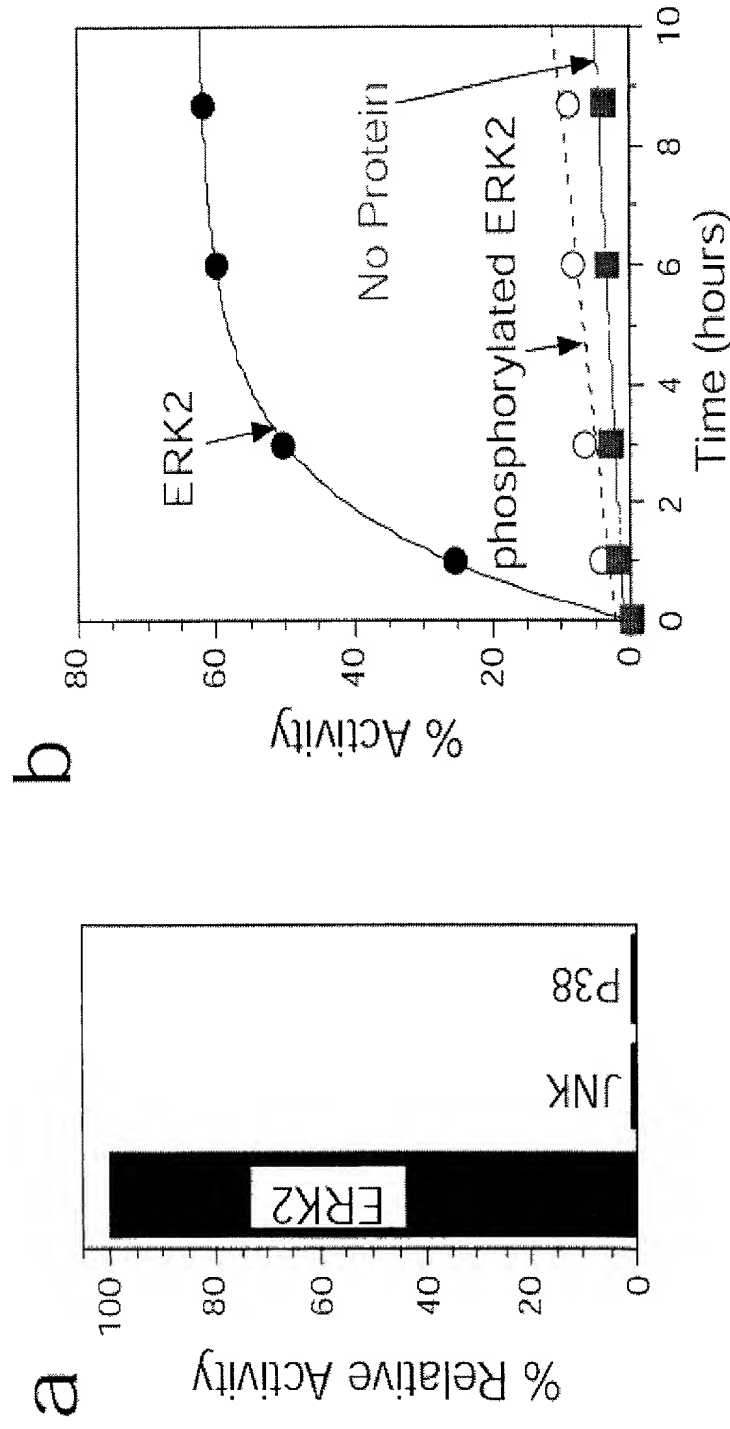 a
% Relative Activity
100
80
60
40
20
0
ERK2
JNK
P38
b
% Activity
80
60
40
20
0
ERK2
No Protein
phosphorylated ERK2
0
2
4
6
8
10
Time (hours)